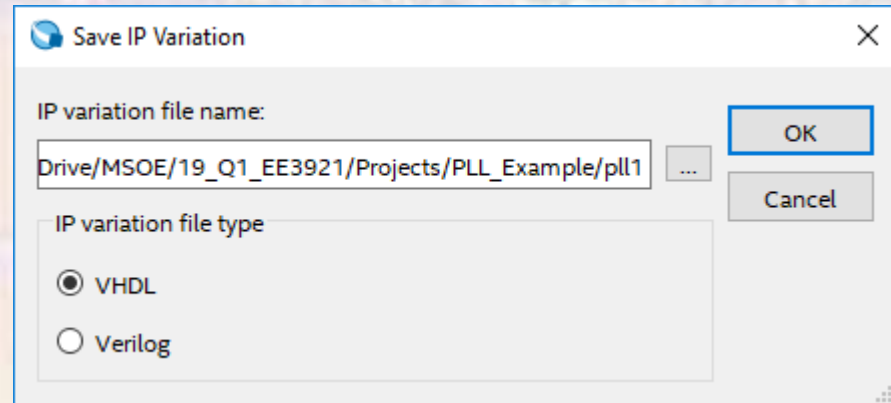 Save IP Variation
IP variation file name:
Drive/MSOE/19_Q1_EE3921/Projects/PLL_Example/pll1
...
OK
Cancel
IP variation file type
VHDL
Verilog